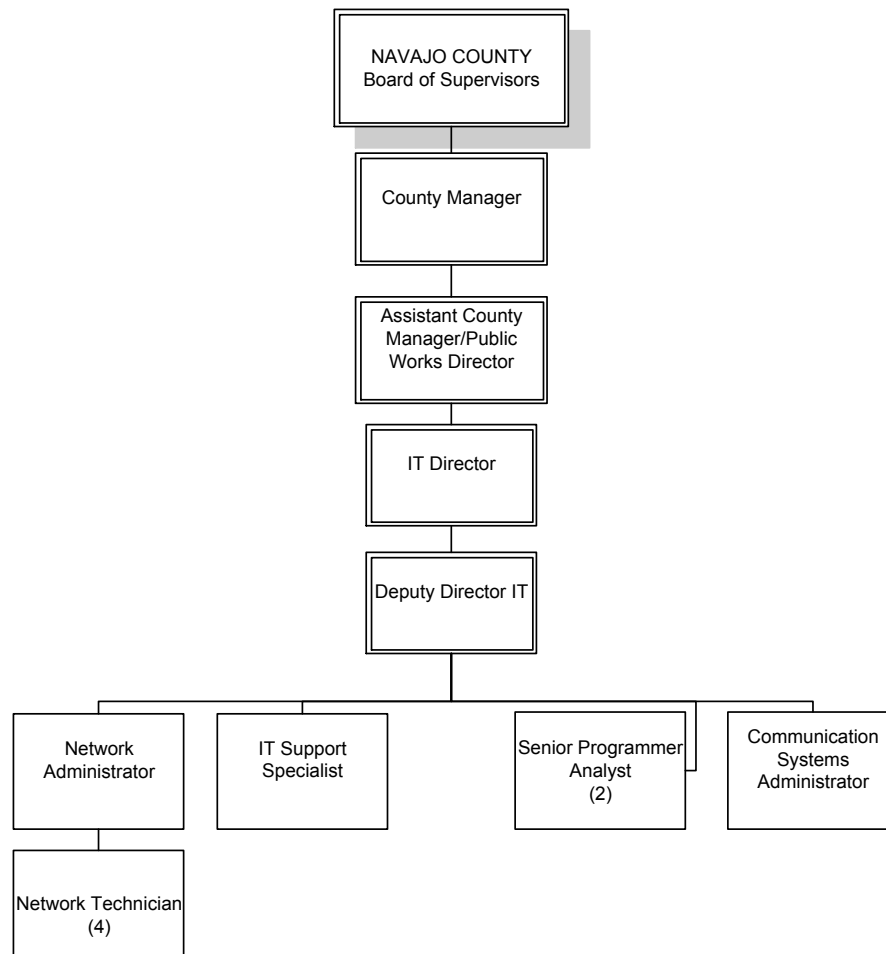 NAVAJO COUNTY
Board of Supervisors
County Manager
Assistant County
Manager/Public
Works Director
IT Director
Deputy Director IT
Network
Administrator
IT Support
Specialist
Senior Programmer
Analyst
(2)
Communication
Systems
Administrator
Network Technician
(4)